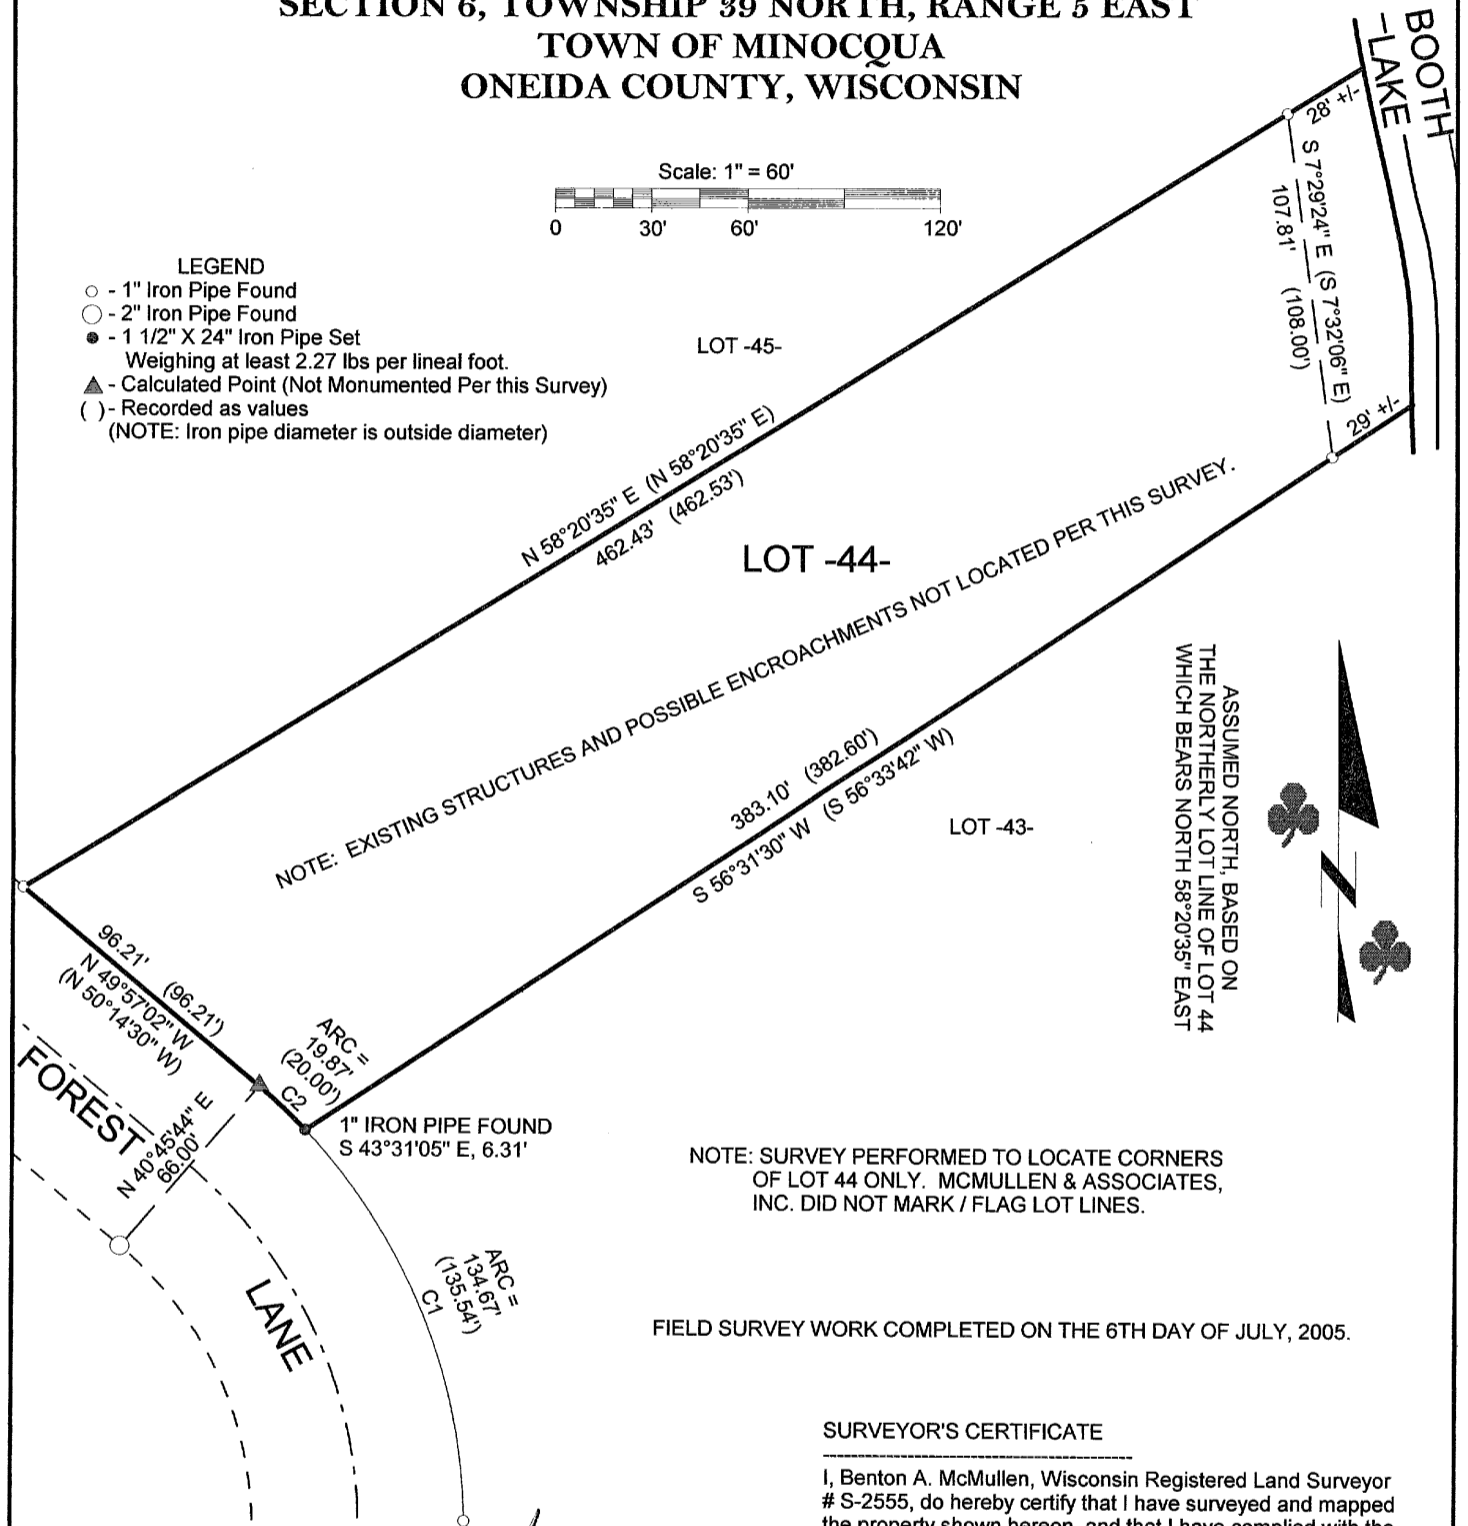 SECTION 6, TOWNSHIP 39 NORTH, RANGE 5 EAST
TOWN OF MINOCQUA
ONEIDA COUNTY, WISCONSIN
BOOTH
LAKE
28' +/-
S 7°29'24" E (S 7°32'06" E)
107.81' (108.00')
29' +/-
Scale: 1" = 60'
0 30' 60' 120'
LEGEND
○ - 1" Iron Pipe Found
◯ - 2" Iron Pipe Found
● - 1 1/2" X 24" Iron Pipe Set
Weighing at least 2.27 lbs per lineal foot.
▲ - Calculated Point (Not Monumented Per this Survey)
( ) - Recorded as values
(NOTE: Iron pipe diameter is outside diameter)
LOT -45-
N 58°20'35" E (N 58°20'35" E)
462.43' (462.53')
LOT -44-
NOTE: EXISTING STRUCTURES AND POSSIBLE ENCROACHMENTS NOT LOCATED PER THIS SURVEY.
383.10' (382.60')
S 56°31'30" W (S 56°33'42" W)
LOT -43-
ASSUMED NORTH, BASED ON
THE NORTHERLY LOT LINE OF LOT 44
WHICH BEARS NORTH 58°20'35" EAST
N
96.21' (96.21')
N 49°57'02" W
(N 50°14'30" W)
ARC =
19.87'
(20.00')
C2
1" IRON PIPE FOUND
S 43°31'05" E, 6.31'
FOREST
N 40°45'44" E
66.00'
LANE
ARC =
134.67'
(135.54')
C1
NOTE: SURVEY PERFORMED TO LOCATE CORNERS
OF LOT 44 ONLY. MCMULLEN & ASSOCIATES,
INC. DID NOT MARK / FLAG LOT LINES.
FIELD SURVEY WORK COMPLETED ON THE 6TH DAY OF JULY, 2005.
SURVEYOR'S CERTIFICATE
I, Benton A. McMullen, Wisconsin Registered Land Surveyor
# S-2555, do hereby certify that I have surveyed and mapped
the property shown hereon, and that I have complied with the